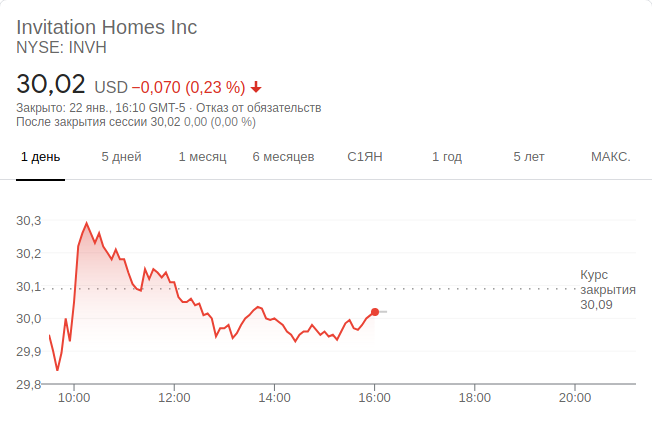 Invitation Homes Inc
NYSE: INVH
30,02 USD −0,070 (0,23 %)
Закрыто: 22 янв., 16:10 GMT-5 · Отказ от обязательств
После закрытия сессии 30,02 0,00 (0,00 %)
1 день 5 дней 1 месяц 6 месяцев С1ЯН 1 год 5 лет МАКС.
30,3
30,2
30,1
30,0
29,9
29,8
Курс
закрытия
30,09
10:00 12:00 14:00 16:00 18:00 20:00